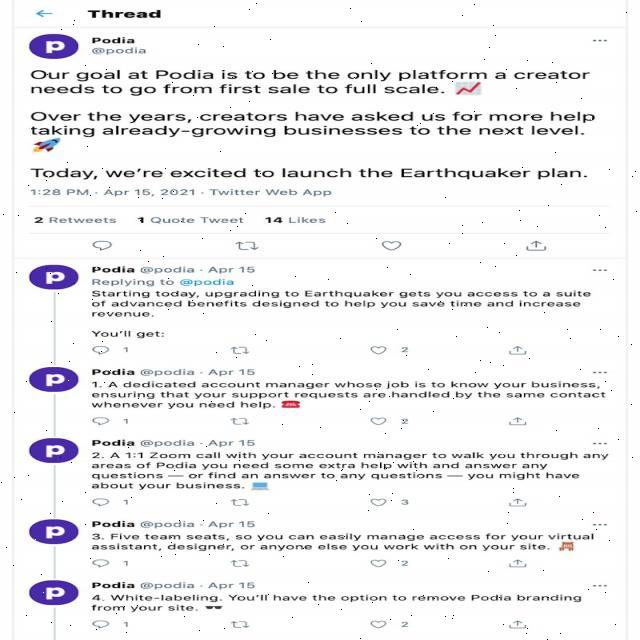 Thread
Podia
@podia
Our goal at Podia is to be the only platform a creator
needs to go from first sale to full scale. 📈
Over the years, creators have asked us for more help
taking already-growing businesses to the next level.
🚀
Today, we're excited to launch the Earthquaker plan.
1:28 PM · Apr 15, 2021 · Twitter Web App
2 Retweets 1 Quote Tweet 14 Likes
Podia @podia · Apr 15
Replying to @podia
Starting today, upgrading to Earthquaker gets you access to a suite
of advanced benefits designed to help you save time and increase
revenue.
You'll get:
1 2
Podia @podia · Apr 15
1. A dedicated account manager whose job is to know your business,
ensuring that your support requests are handled by the same contact
whenever you need help. ☎️
1 2
Podia @podia · Apr 15
2. A 1:1 Zoom call with your account manager to walk you through any
areas of Podia you need some extra help with and answer any
questions — or find an answer to any questions — you might have
about your business. 💻
1 3
Podia @podia · Apr 15
3. Five team seats, so you can easily manage access for your virtual
assistant, designer, or anyone else you work with on your site. 🪑
1 2
Podia @podia · Apr 15
4. White-labeling. You'll have the option to remove Podia branding
from your site. 🕶️
1 2